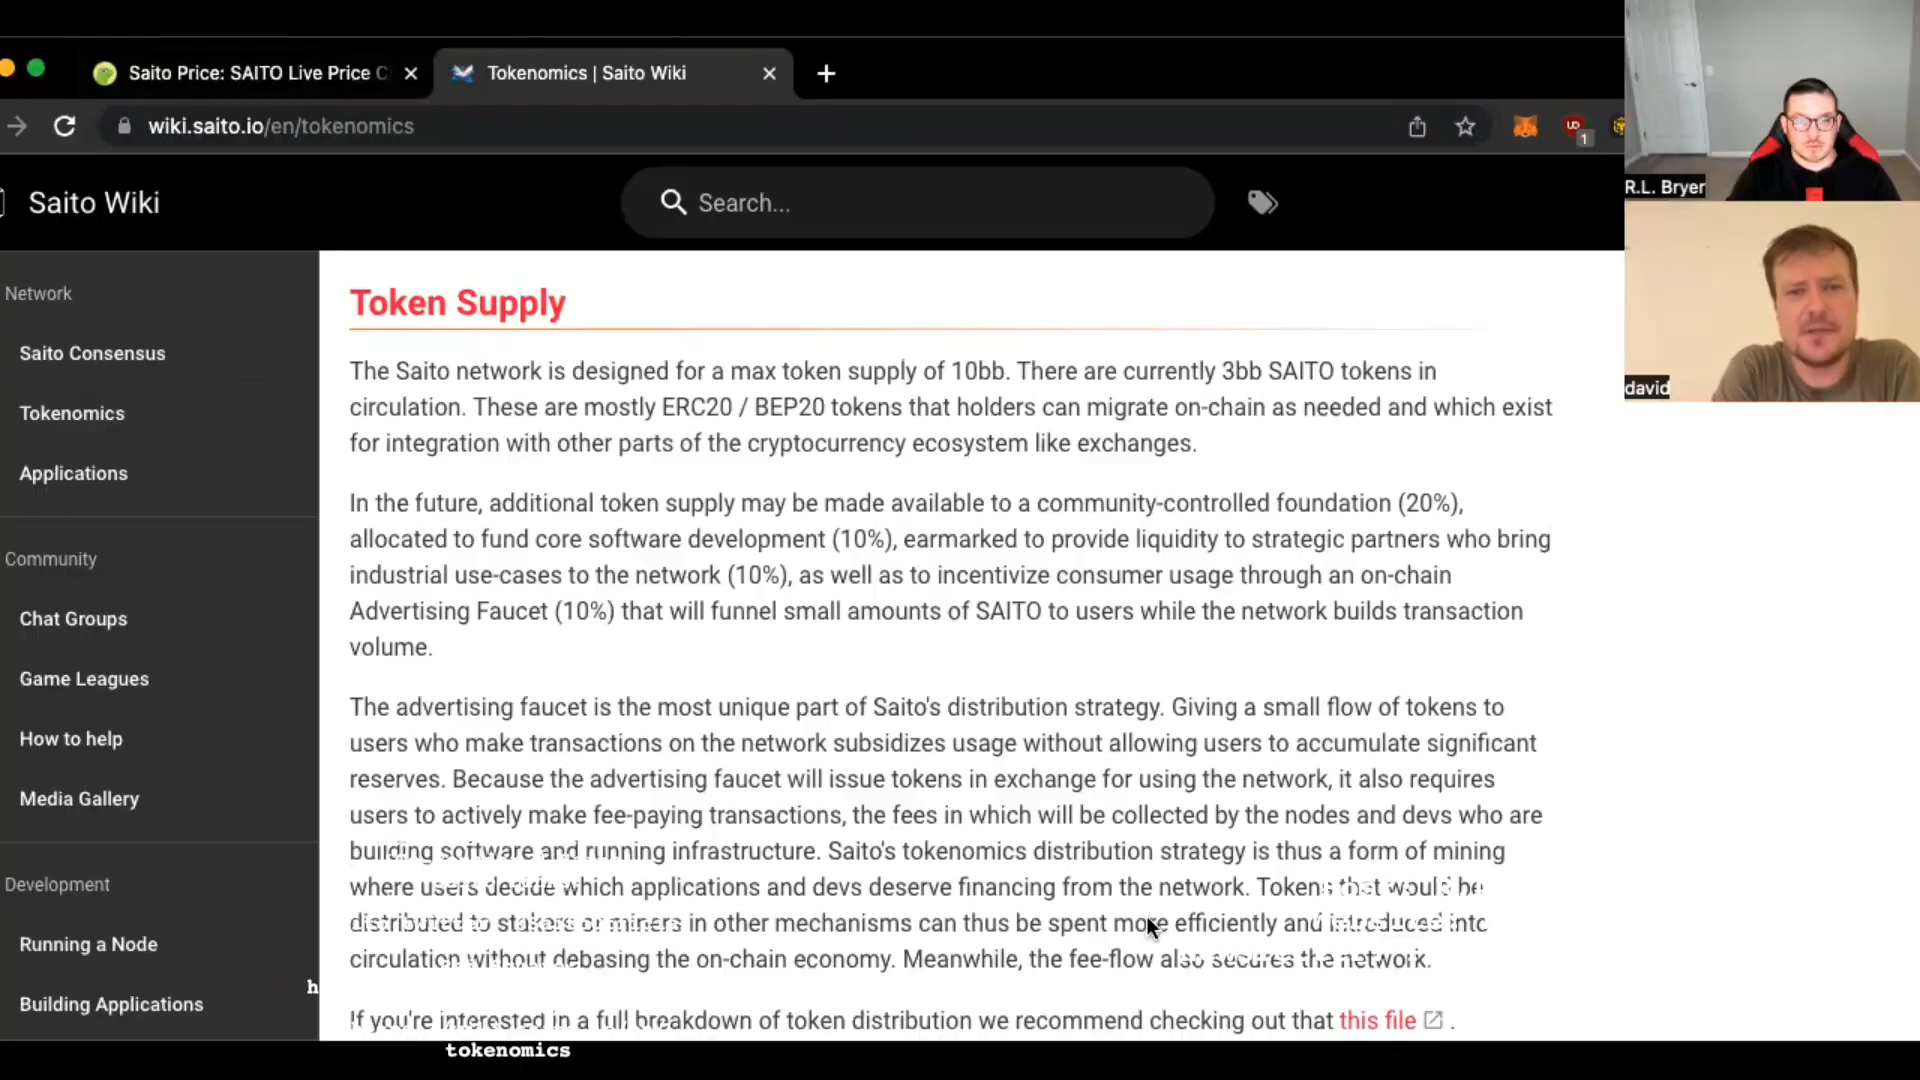 Saito Price: SAITO Live Price C
Tokenomics | Saito Wiki
wiki.saito.io/en/tokenomics
1
Saito Wiki
Search...
R.L. Bryer
david
Network
Saito Consensus
Tokenomics
Applications
Community
Chat Groups
Game Leagues
How to help
Media Gallery
Development
Running a Node
Building Applications
Token Supply
The Saito network is designed for a max token supply of 10bb. There are currently 3bb SAITO tokens in
circulation. These are mostly ERC20 / BEP20 tokens that holders can migrate on-chain as needed and which exist
for integration with other parts of the cryptocurrency ecosystem like exchanges.
In the future, additional token supply may be made available to a community-controlled foundation (20%),
allocated to fund core software development (10%), earmarked to provide liquidity to strategic partners who bring
industrial use-cases to the network (10%), as well as to incentivize consumer usage through an on-chain
Advertising Faucet (10%) that will funnel small amounts of SAITO to users while the network builds transaction
volume.
The advertising faucet is the most unique part of Saito's distribution strategy. Giving a small flow of tokens to
users who make transactions on the network subsidizes usage without allowing users to accumulate significant
reserves. Because the advertising faucet will issue tokens in exchange for using the network, it also requires
users to actively make fee-paying transactions, the fees in which will be collected by the nodes and devs who are
building software and running infrastructure. Saito's tokenomics distribution strategy is thus a form of mining
where users decide which applications and devs deserve financing from the network. Tokens that would be
distributed to stakers or miners in other mechanisms can thus be spent more efficiently and introduced into
circulation without debasing the on-chain economy. Meanwhile, the fee-flow also secures the network.
If you're interested in a full breakdown of token distribution we recommend checking out that this file .
tokenomics